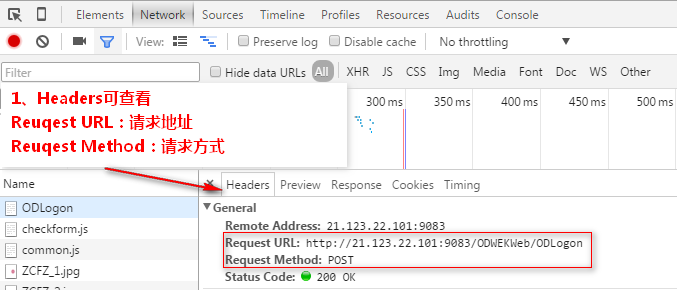 Elements Network Sources Timeline Profiles Resources Audits Console
View: Preserve log Disable cache No throttling
Filter Hide data URLs All XHR JS CSS Img Media Font Doc WS Other
300 ms 350 ms 400 ms 450 ms 500 ms
1、Headers可查看
Reuqest URL：请求地址
Reuqest Method：请求方式
Name × Headers Preview Response Cookies Timing
ODLogon
General
checkform.js
Remote Address: 21.123.22.101:9083
common.js
Request URL: http://21.123.22.101:9083/ODWEKWeb/ODLogon
ZCFZ_1.jpg
Request Method: POST
Status Code: 200 OK